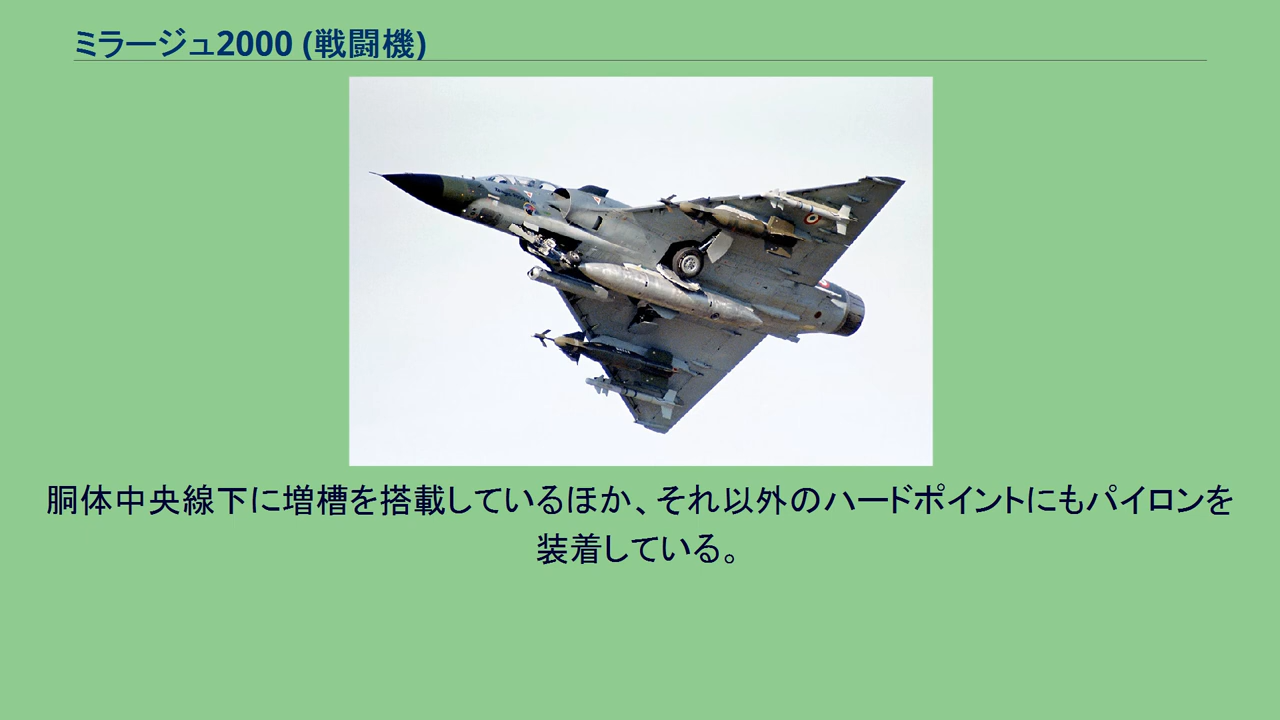 ミラージュ2000 (戦闘機)
胴体中央線下に増槽を搭載しているほか、それ以外のハードポイントにもパイロンを
装着している。